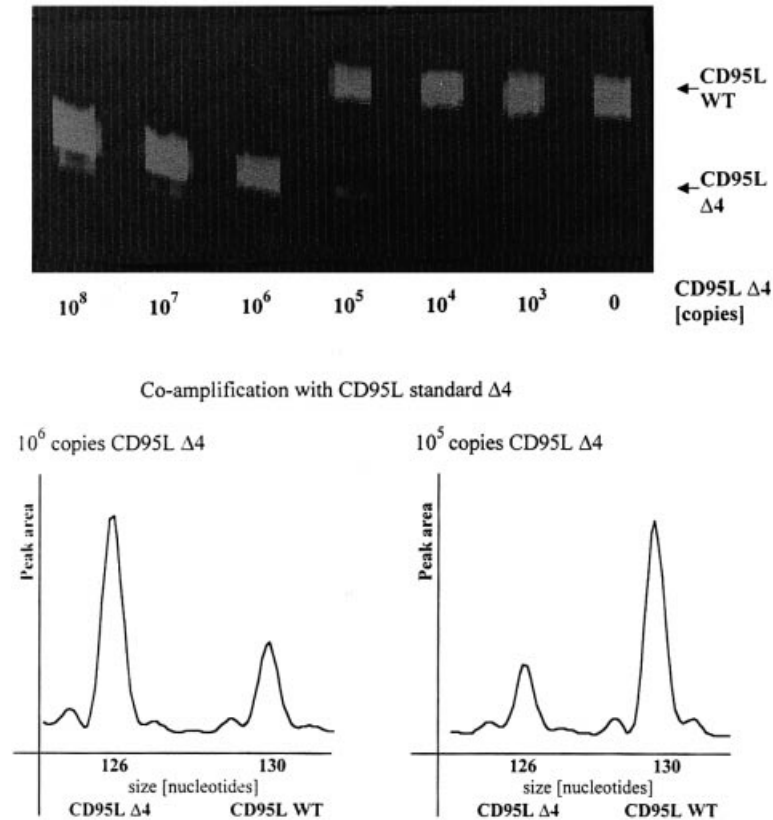 CD95L
WT
CD95L
Δ4
10⁸ 10⁷ 10⁶ 10⁵ 10⁴ 10³ 0 CD95L Δ4
[copies]
Co-amplification with CD95L standard Δ4
10⁶ copies CD95L Δ4
Peak area
126 130
size [nucleotides]
CD95L Δ4 CD95L WT
10⁵ copies CD95L Δ4
Peak area
126 130
size [nucleotides]
CD95L Δ4 CD95L WT